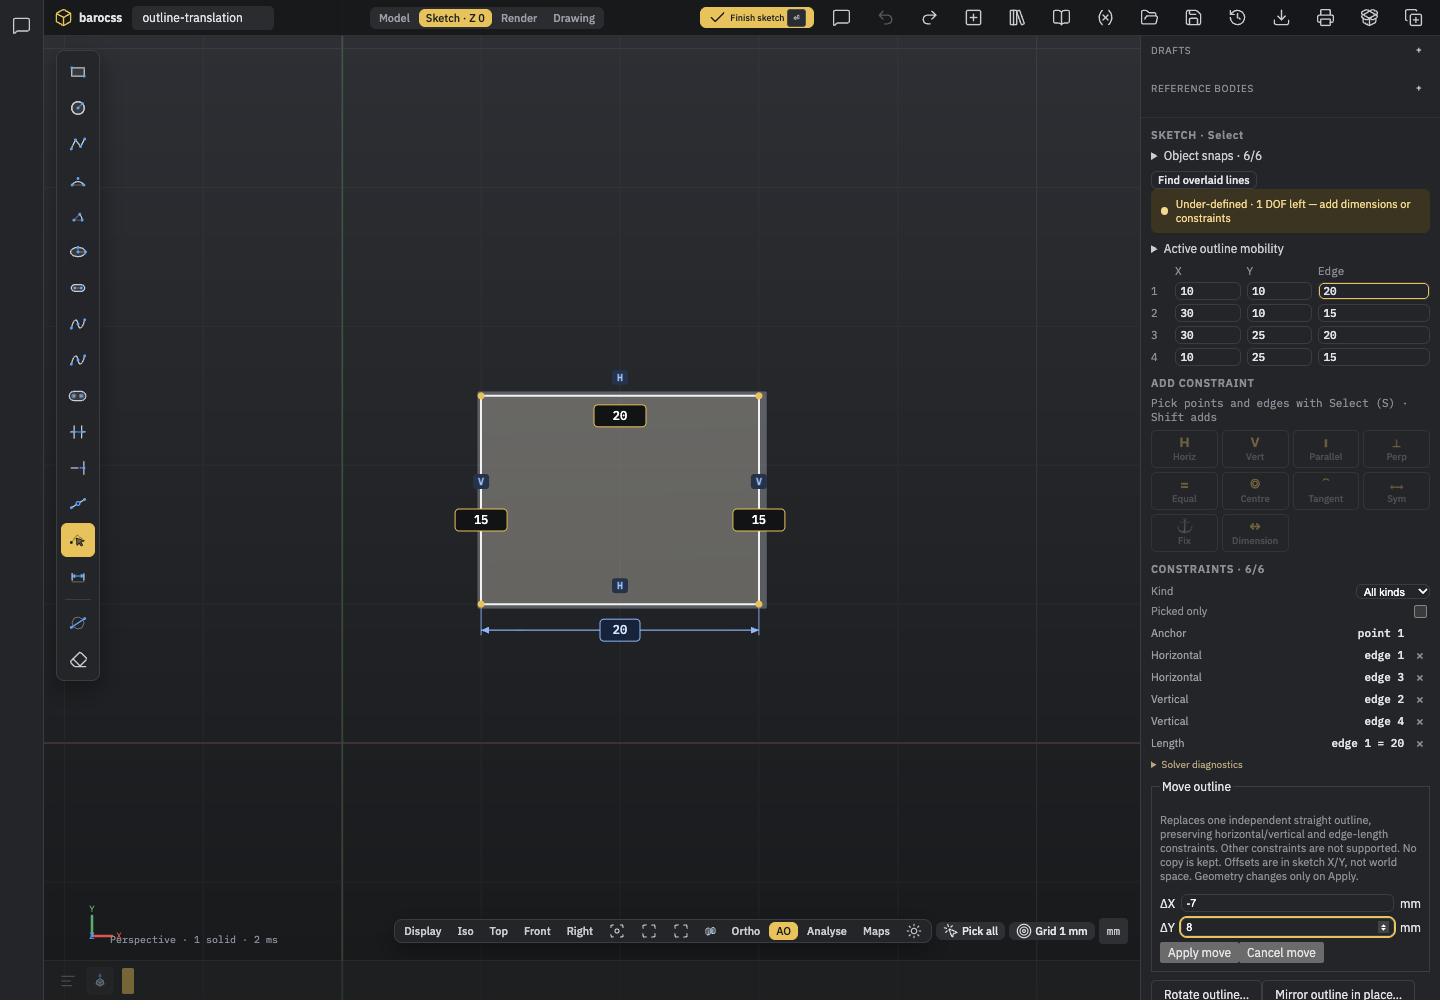 barocss
outline-translation
Model
Sketch · Z 0
Render
Drawing
Finish sketch
DRAFTS
+
REFERENCE BODIES
+
SKETCH · Select
Object snaps · 6/6
Find overlaid lines
Under-defined · 1 DOF left — add dimensions or
constraints
Active outline mobility
X Y Edge
1 10 10 20
2 30 10 15
3 30 25 20
4 10 25 15
ADD CONSTRAINT
Pick points and edges with Select (S) ·
Shift adds
H V
Horiz Vert Parallel Perp
Equal Centre Tangent Sym
Fix Dimension
CONSTRAINTS · 6/6
Kind All kinds
Picked only
Anchor point 1
Horizontal edge 1 ×
Horizontal edge 3 ×
Vertical edge 2 ×
Vertical edge 4 ×
Length edge 1 = 20 ×
Solver diagnostics
Move outline
Replaces one independent straight outline,
preserving horizontal/vertical and edge-length
constraints. Other constraints are not supported. No
copy is kept. Offsets are in sketch X/Y, not world
space. Geometry changes only on Apply.
ΔX -7 mm
ΔY 8 mm
Apply move Cancel move
Rotate outline... Mirror outline in place...
H
20
V V
15 15
H
20
Y
Z X
Perspective · 1 solid · 2 ms
Display Iso Top Front Right Ortho AO Analyse Maps
Pick all
Grid 1 mm
mm